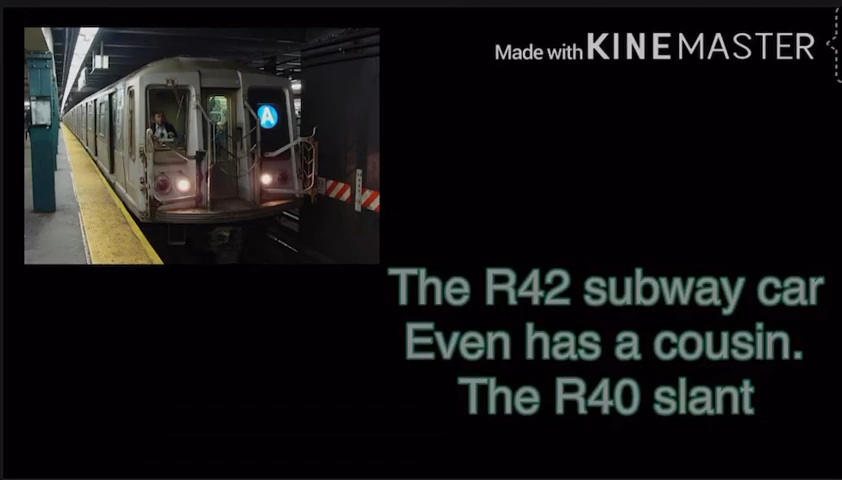 Made with KINEMASTER
A
The R42 subway car
Even has a cousin.
The R40 slant